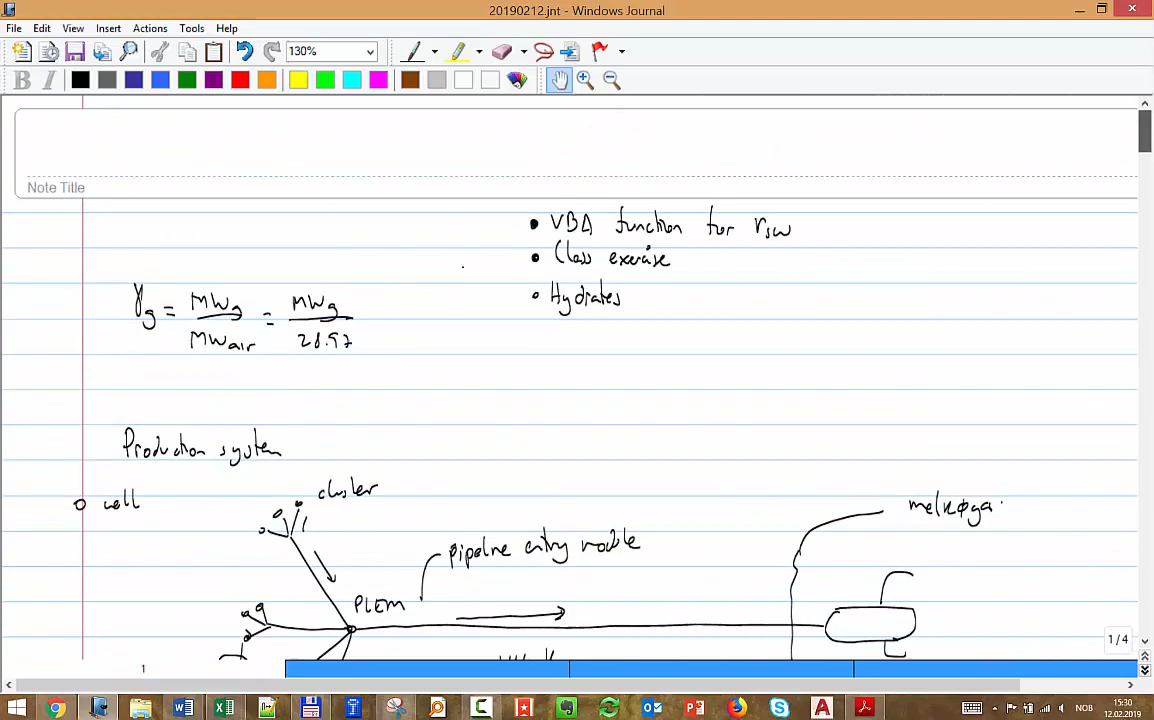 20190212.jnt - Windows Journal
File Edit View Insert Actions Tools Help
130%
B I
Note Title
• VBA function for rsw
• Class exercise
• Hydrates
γg = MWg / MWair = MWg / 28.97
Production system
well
cluster
melkøya
pipeline entry module
PLEM
1/4
1
NOB
15:30
12.02.2019